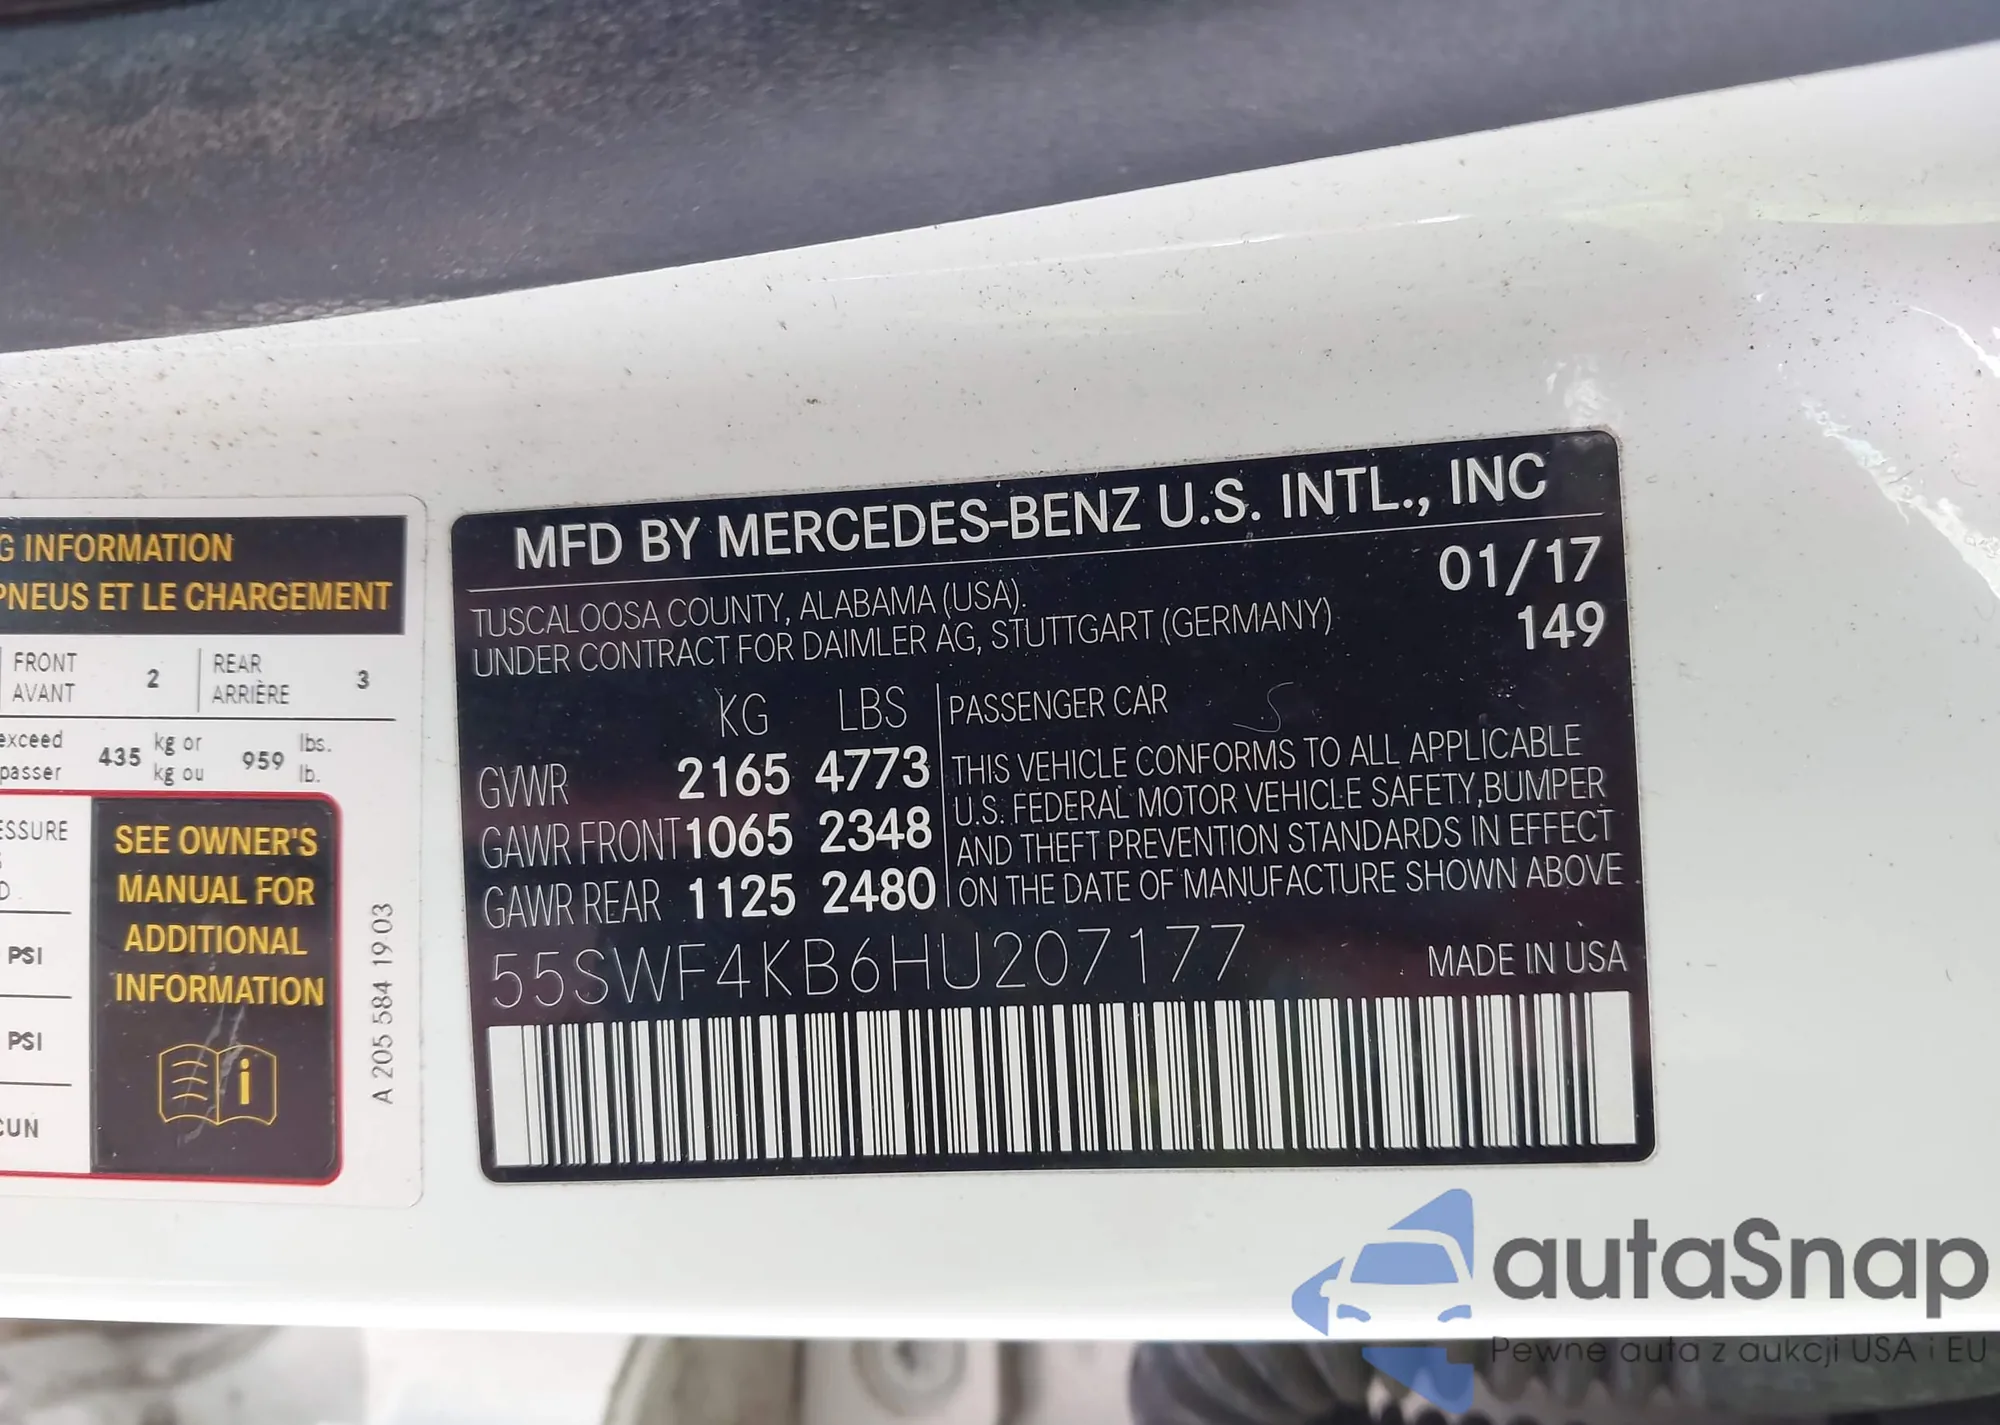 G INFORMATION
PNEUS ET LE CHARGEMENT
FRONT
AVANT
2
REAR
ARRIÈRE
3
exceed
passer
435
kg or
kg ou
959
lbs.
lb.
ESSURE
D.
PSI
PSI
CUN
SEE OWNER'S
MANUAL FOR
ADDITIONAL
INFORMATION
i
A 205 584 19 03
MFD BY MERCEDES-BENZ U.S. INTL., INC
TUSCALOOSA COUNTY, ALABAMA (USA).
UNDER CONTRACT FOR DAIMLER AG, STUTTGART (GERMANY)
01/17
149
KG LBS
GVWR 2165 4773
GAWR FRONT 1065 2348
GAWR REAR 1125 2480
PASSENGER CAR
THIS VEHICLE CONFORMS TO ALL APPLICABLE
U.S. FEDERAL MOTOR VEHICLE SAFETY,BUMPER
AND THEFT PREVENTION STANDARDS IN EFFECT
ON THE DATE OF MANUFACTURE SHOWN ABOVE
55SWF4KB6HU207177
MADE IN USA
autaSnap
Pewne auta z aukcji USA i EU